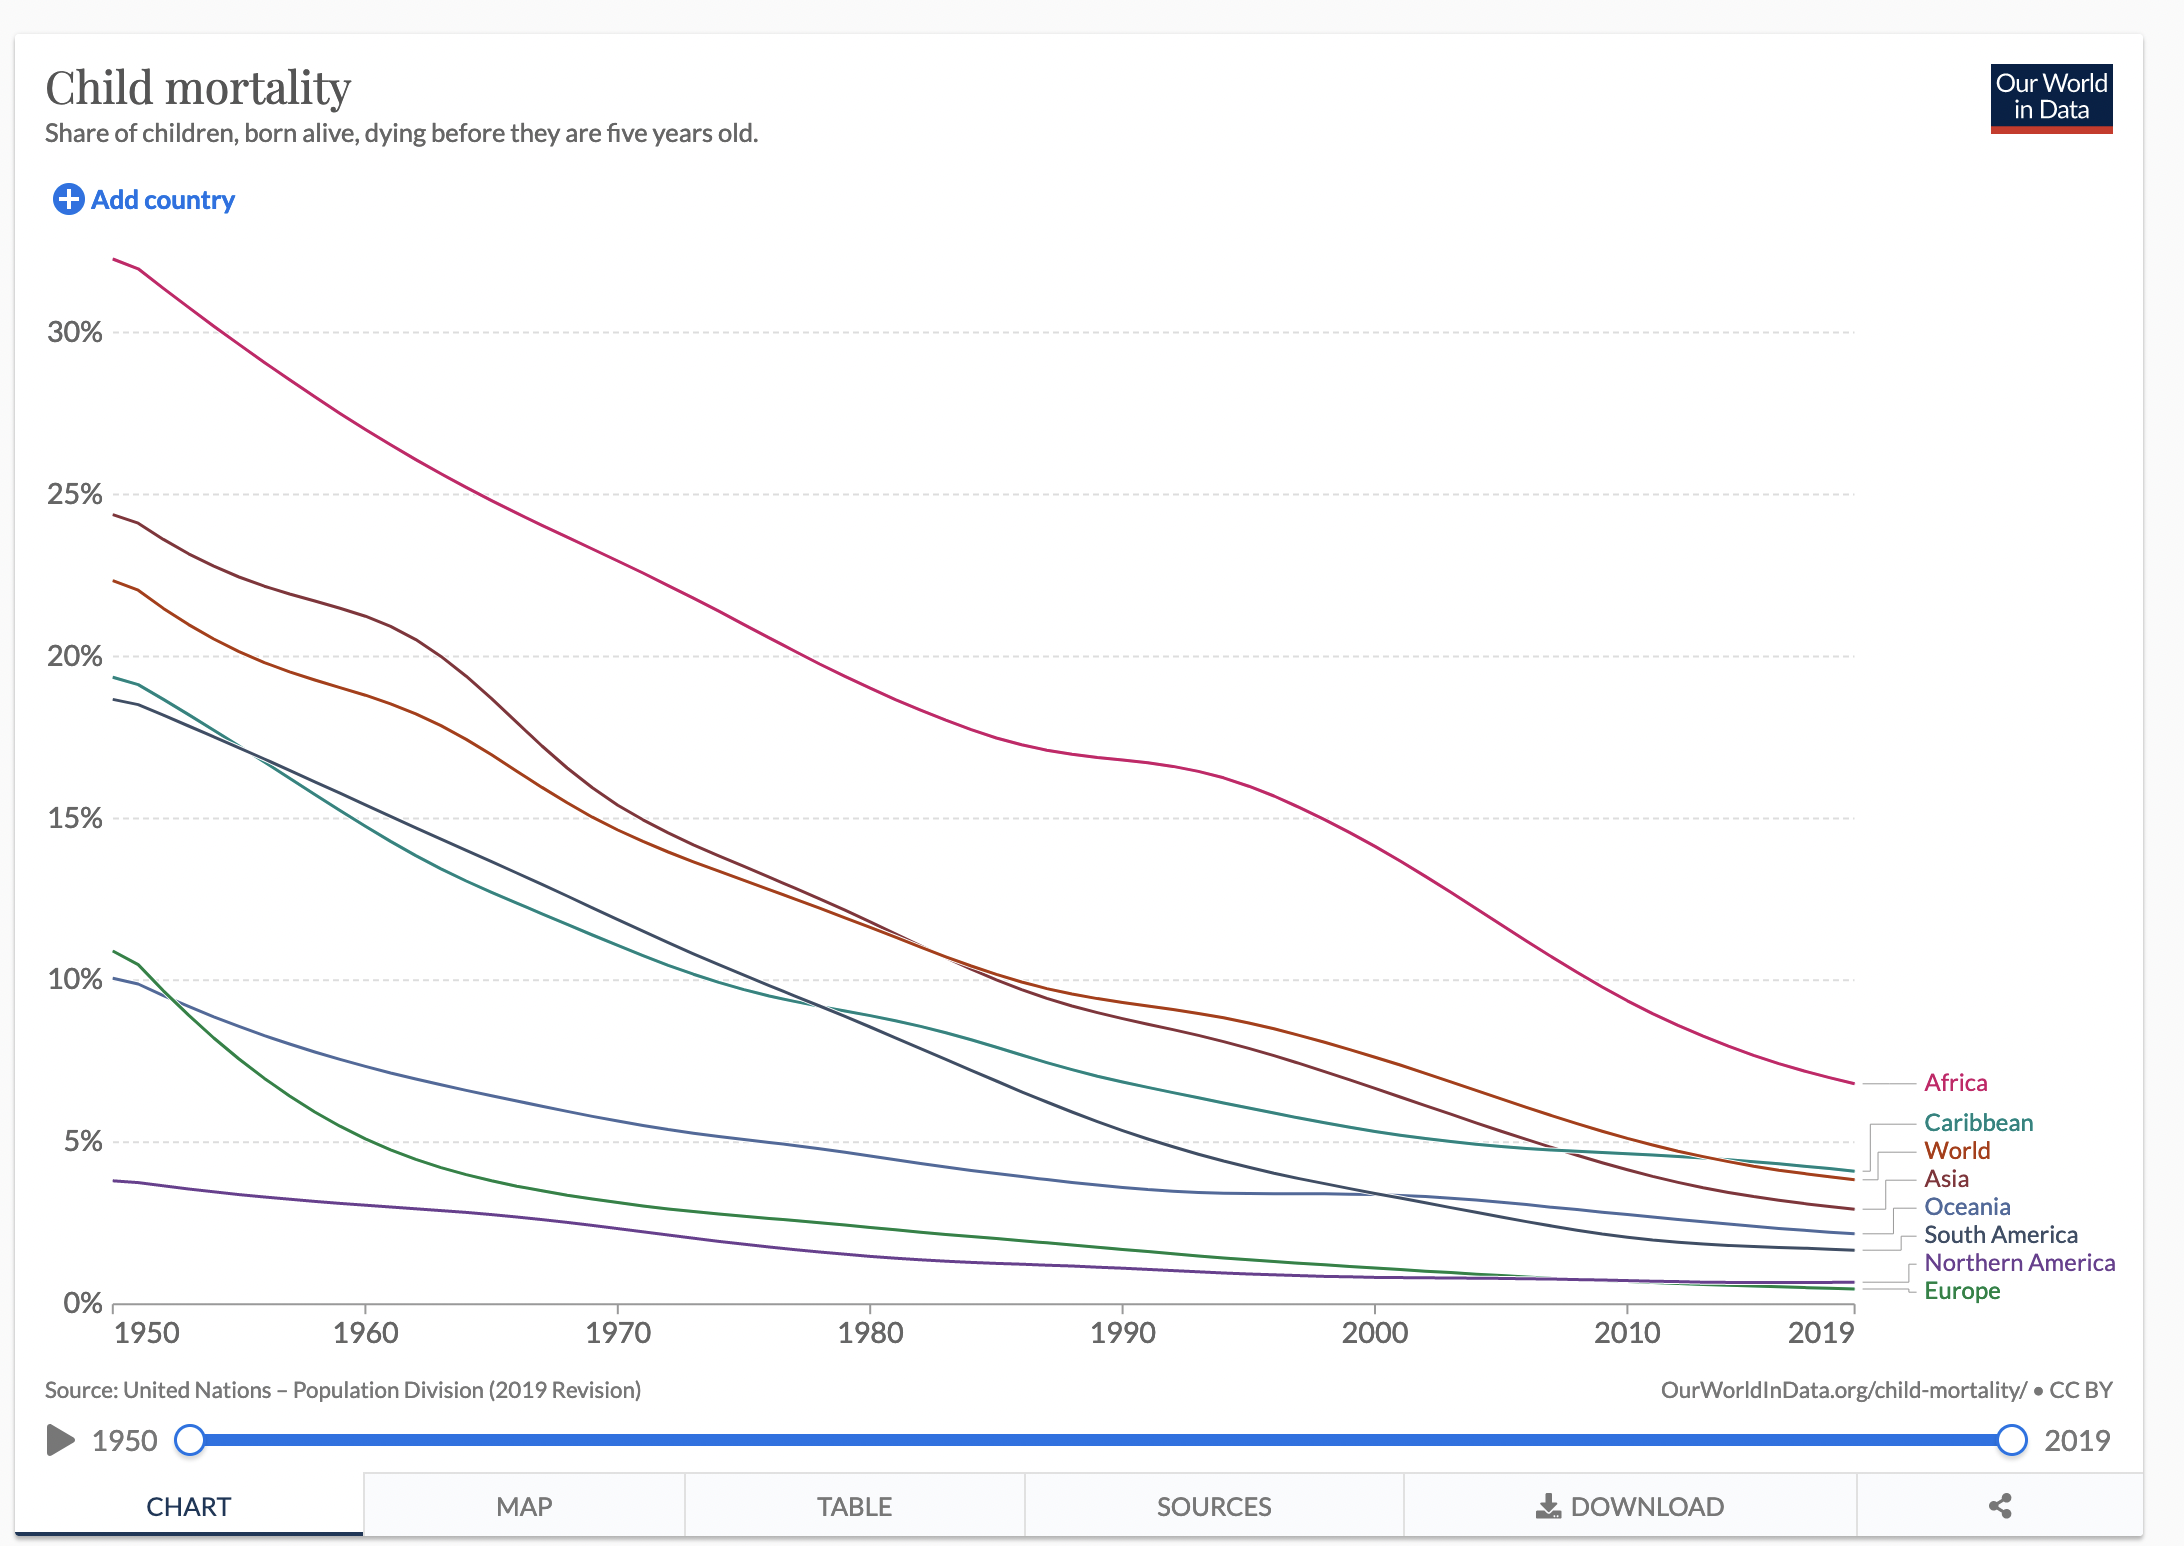 Child mortality
Share of children, born alive, dying before they are five years old.
Our World
in Data
Add country
30%
25%
20%
15%
10%
5%
0%
Africa
Caribbean
World
Asia
Oceania
South America
Northern America
Europe
1950 1960 1970 1980 1990 2000 2010 2019
Source: United Nations – Population Division (2019 Revision)
OurWorldInData.org/child-mortality/ • CC BY
1950 2019
CHART MAP TABLE SOURCES DOWNLOAD